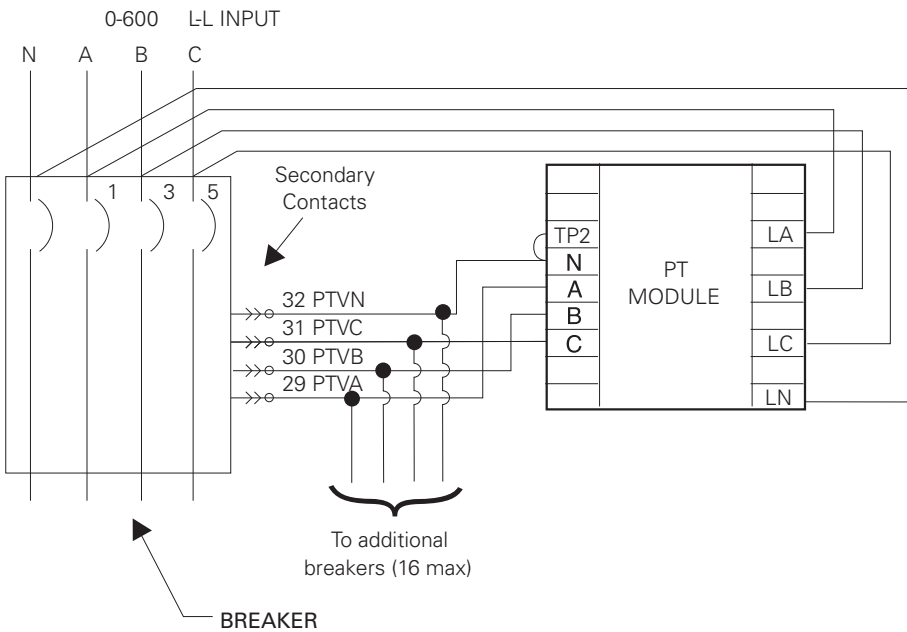 0-600 L-L INPUT
N A B C
1 3 5
Secondary
Contacts
32 PTVN
31 PTVC
30 PTVB
29 PTVA
TP2
N
A
B
C
PT
MODULE
LA
LB
LC
LN
To additional
breakers (16 max)
BREAKER